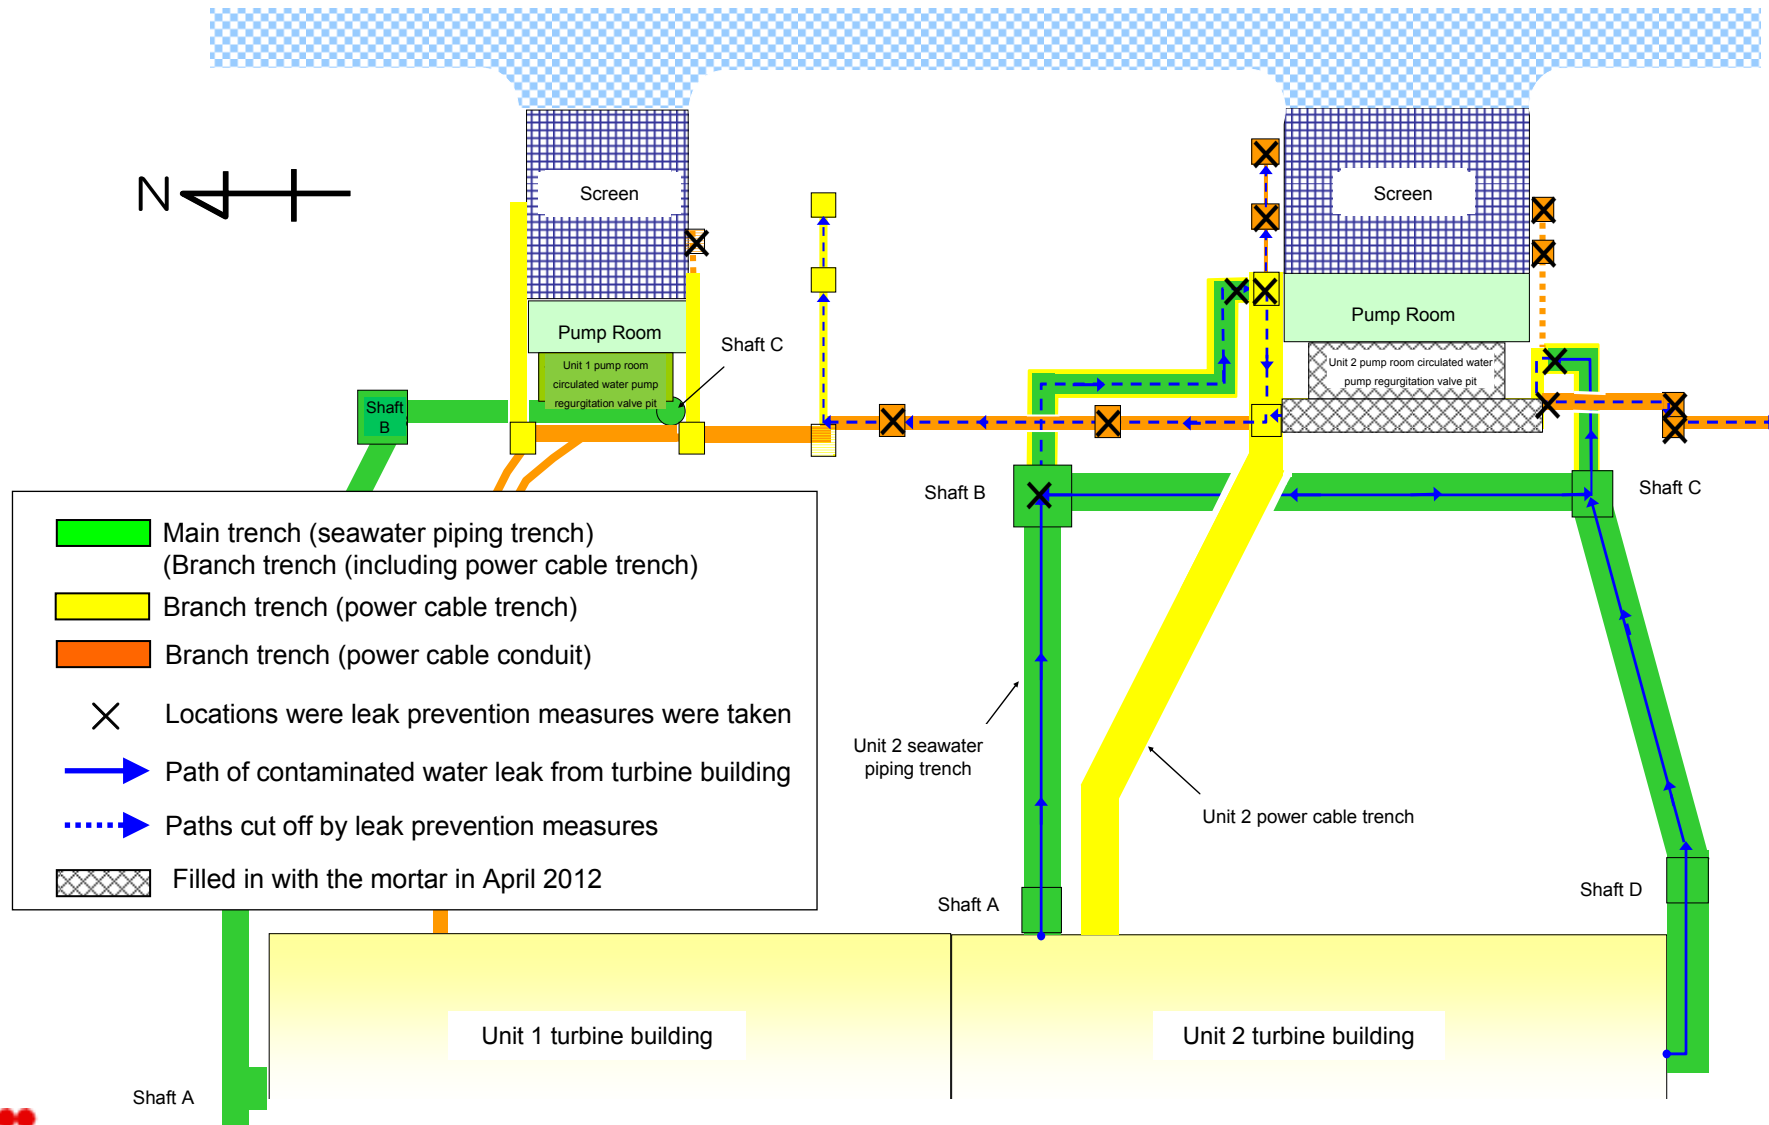 N
Screen
Screen
Pump Room
Pump Room
Shaft C
Unit 1 pump room
circulated water pump
regurgitation valve pit
Unit 2 pump room circulated water
pump regurgitation valve pit
Shaft
B
Shaft B
Shaft C
Main trench (seawater piping trench)
(Branch trench (including power cable trench)
Branch trench (power cable trench)
Branch trench (power cable conduit)
Locations were leak prevention measures were taken
Path of contaminated water leak from turbine building
Paths cut off by leak prevention measures
Filled in with the mortar in April 2012
Unit 2 seawater
piping trench
Unit 2 power cable trench
Shaft A
Shaft D
Unit 1 turbine building
Unit 2 turbine building
Shaft A